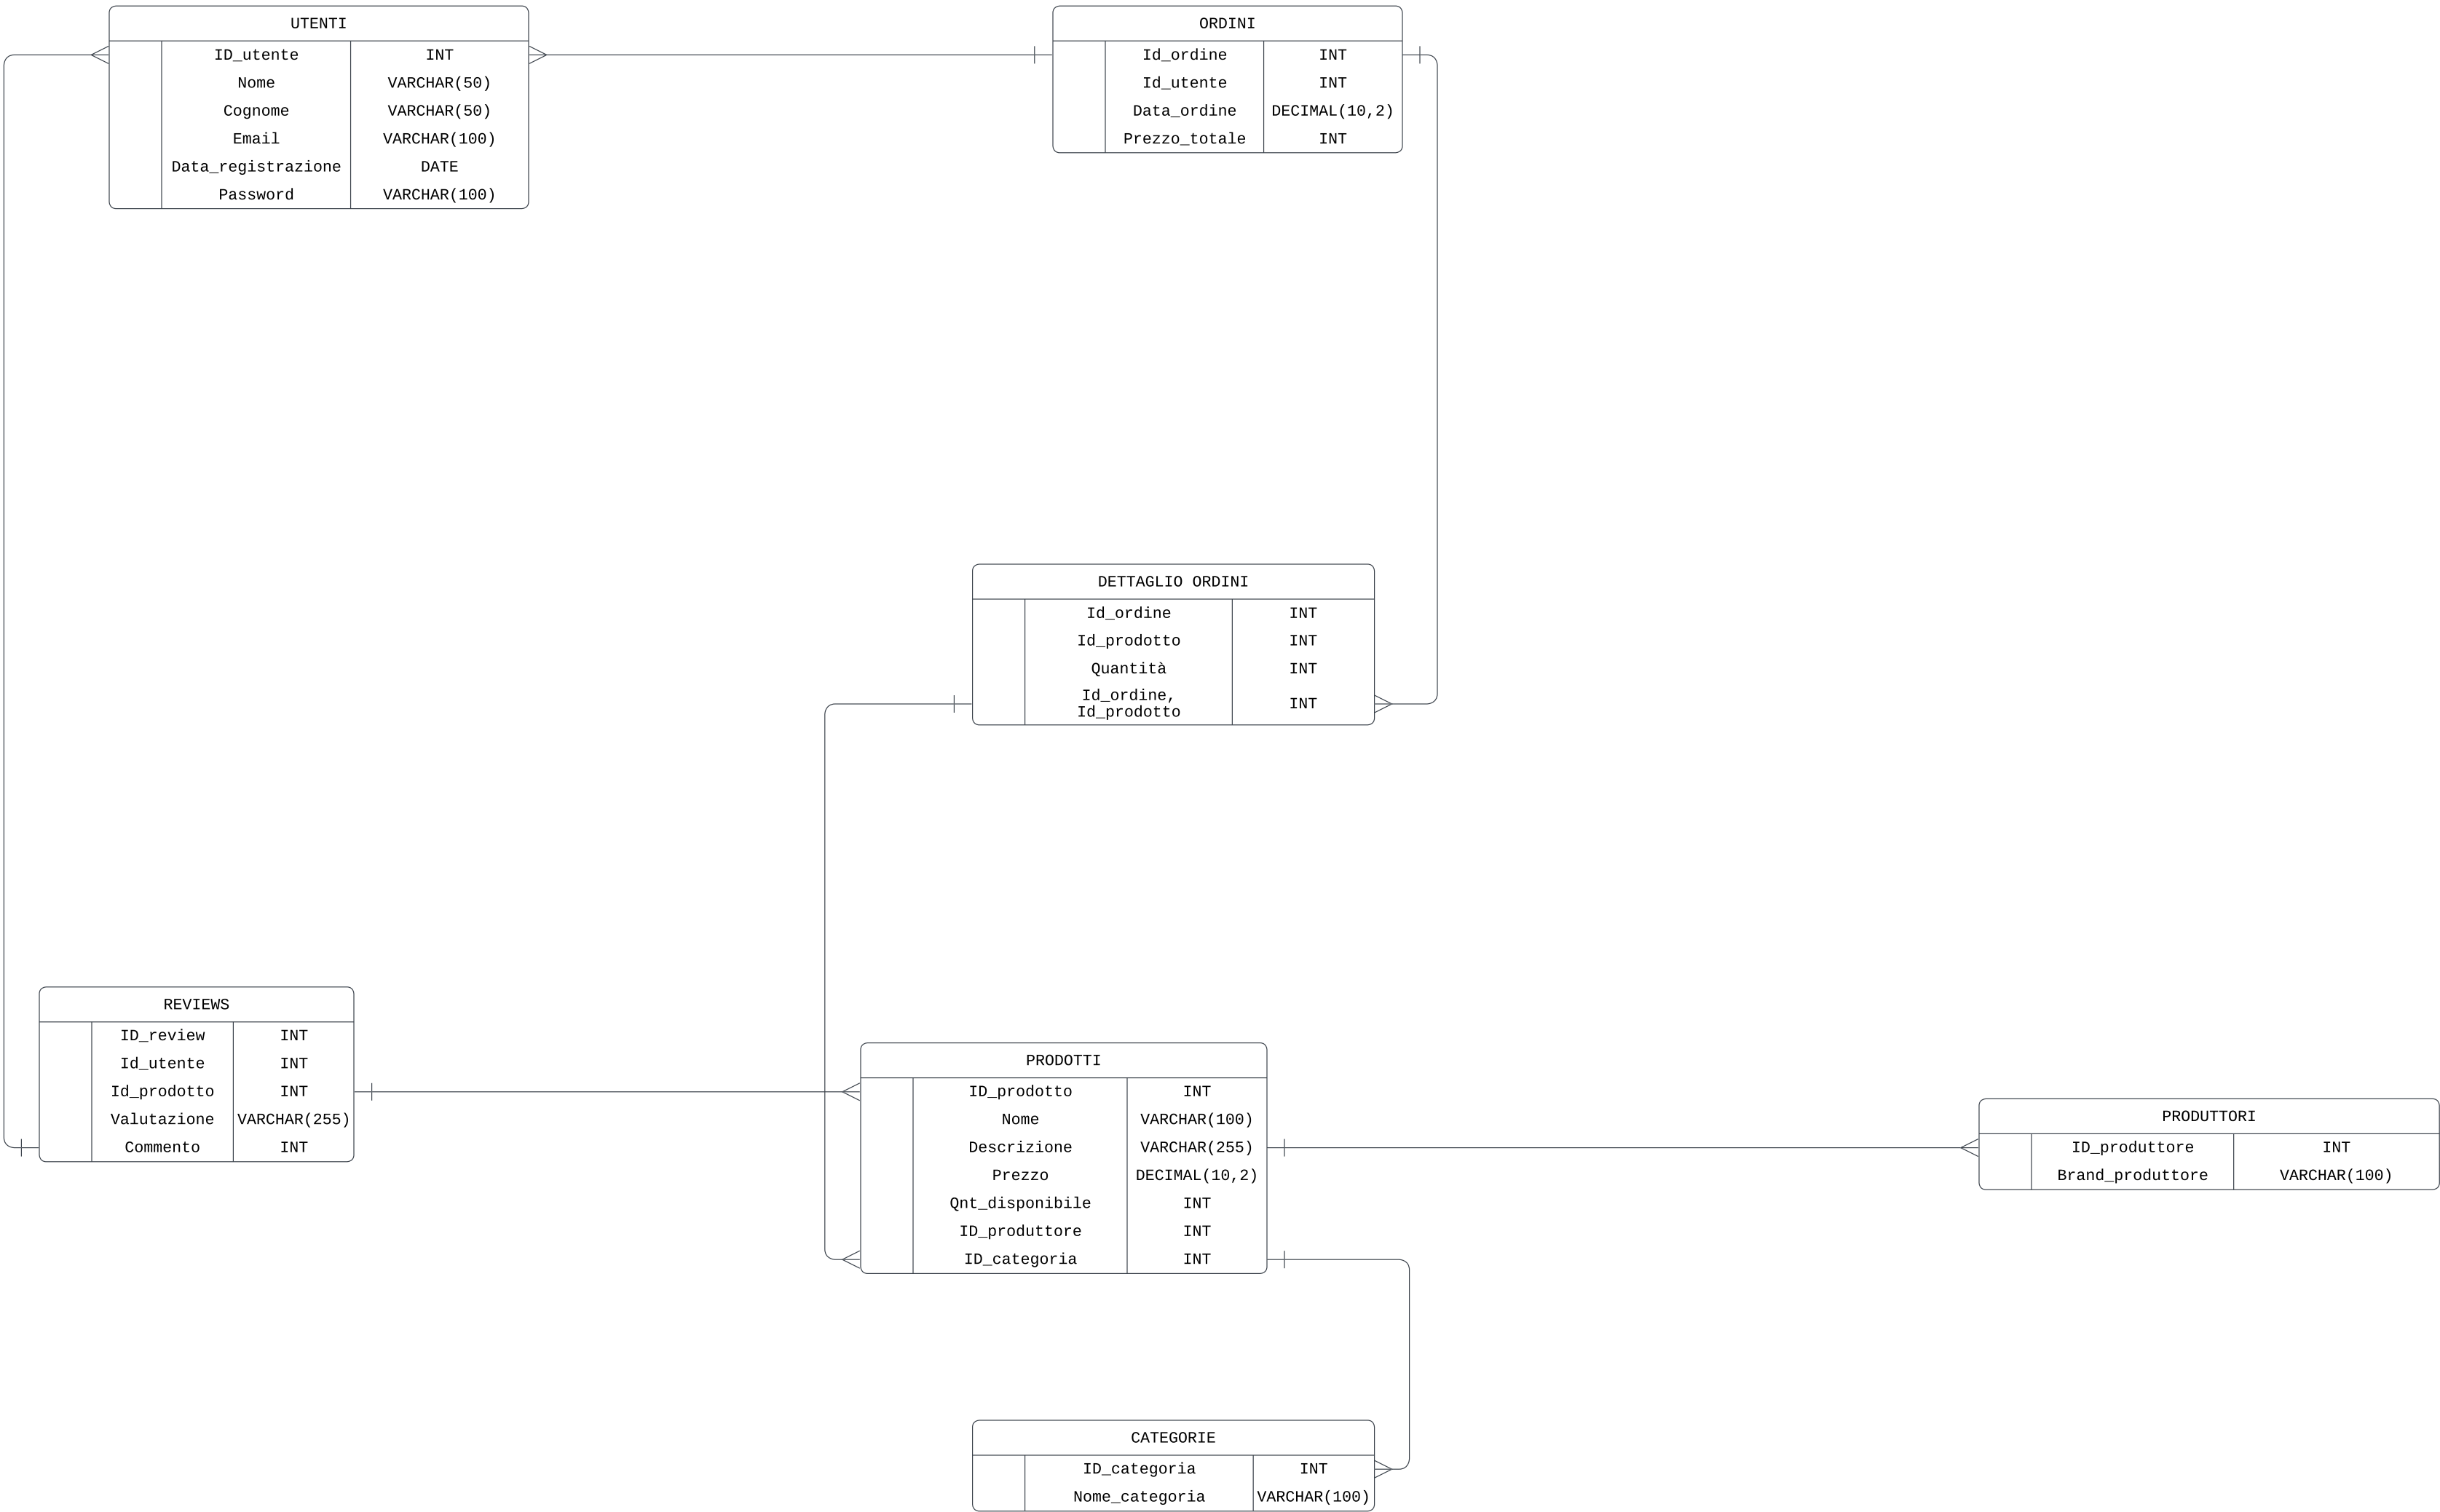 UTENTI
ID_utente INT
Nome VARCHAR(50)
Cognome VARCHAR(50)
Email VARCHAR(100)
Data_registrazione DATE
Password VARCHAR(100)
ORDINI
Id_ordine INT
Id_utente INT
Data_ordine DECIMAL(10,2)
Prezzo_totale INT
DETTAGLIO ORDINI
Id_ordine INT
Id_prodotto INT
Quantità INT
Id_ordine,
Id_prodotto INT
REVIEWS
ID_review INT
Id_utente INT
Id_prodotto INT
Valutazione VARCHAR(255)
Commento INT
PRODOTTI
ID_prodotto INT
Nome VARCHAR(100)
Descrizione VARCHAR(255)
Prezzo DECIMAL(10,2)
Qnt_disponibile INT
ID_produttore INT
ID_categoria INT
PRODUTTORI
ID_produttore INT
Brand_produttore VARCHAR(100)
CATEGORIE
ID_categoria INT
Nome_categoria VARCHAR(100)